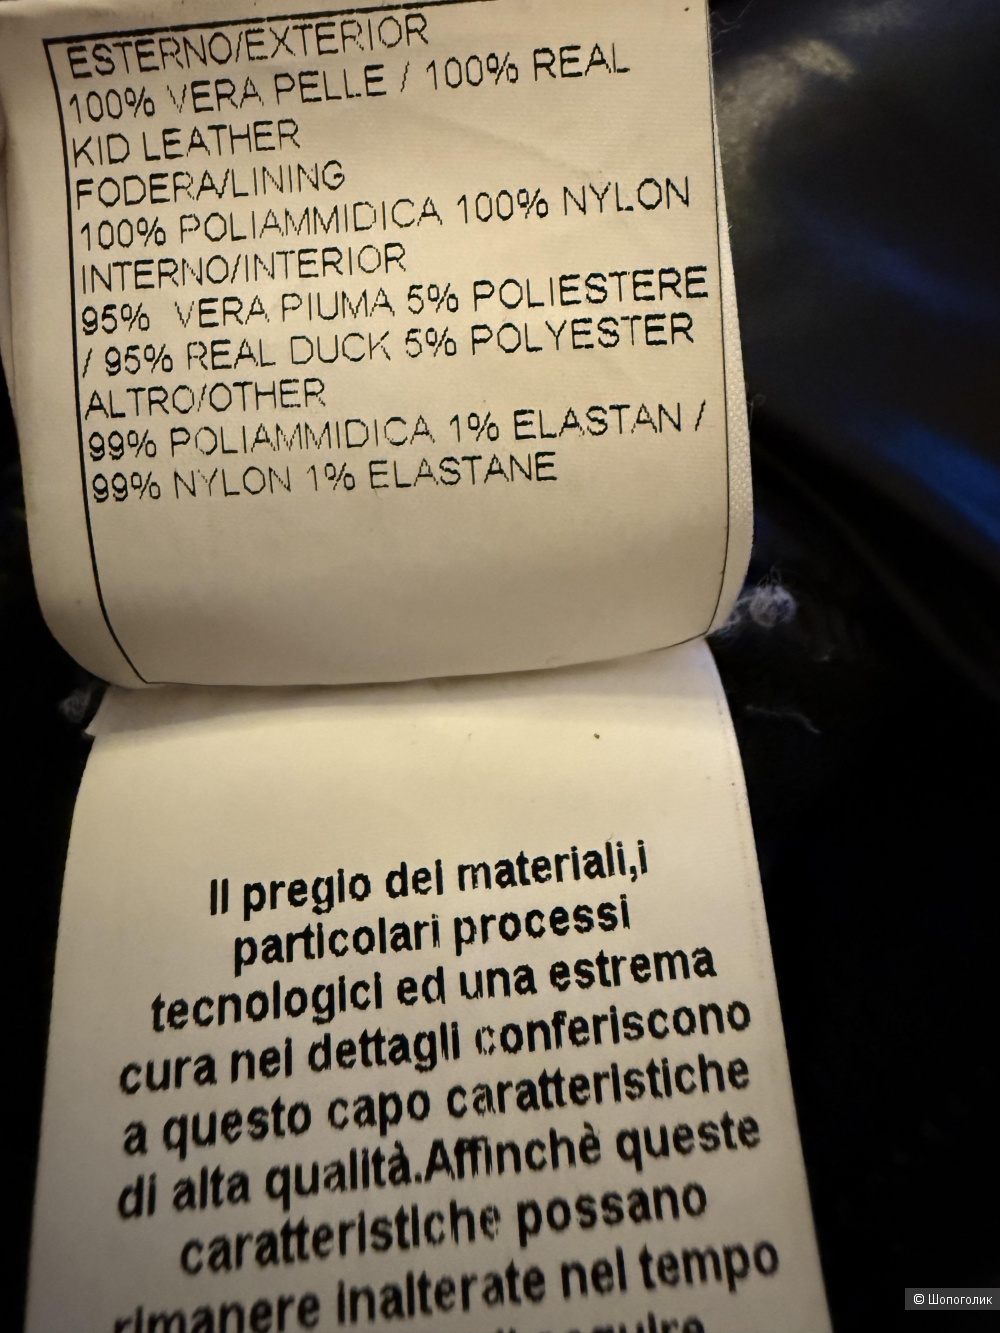 ESTERNO/EXTERIOR
100% VERA PELLE / 100% REAL
KID LEATHER
FODERA/LINING
100% POLIAMMIDICA 100% NYLON
INTERNO/INTERIOR
95% VERA PIUMA 5% POLIESTERE
/ 95% REAL DUCK 5% POLYESTER
ALTRO/OTHER
99% POLIAMMIDICA 1% ELASTAN /
99% NYLON 1% ELASTANE
Il pregio dei materiali,i
particolari processi
tecnologici ed una estrema
cura nei dettagli conferiscono
a questo capo caratteristiche
di alta qualità.Affinchè queste
caratteristiche possano
rimanere inalterate nel tempo
© Шопоголик